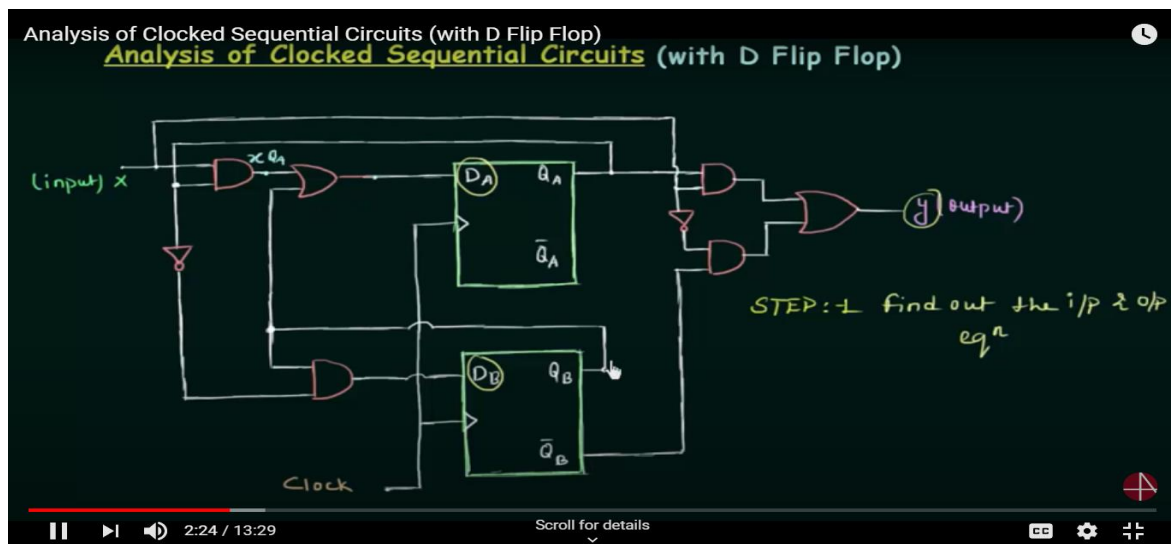 Analysis of Clocked Sequential Circuits (with D Flip Flop)
Analysis of Clocked Sequential Circuits (with D Flip Flop)
(input) x
xQA
DA
QA
Q̄A
y (output)
STEP:-1 find out the i/p & o/p
eqⁿ
DB
QB
Q̄B
Clock
2:24 / 13:29
Scroll for details
CC